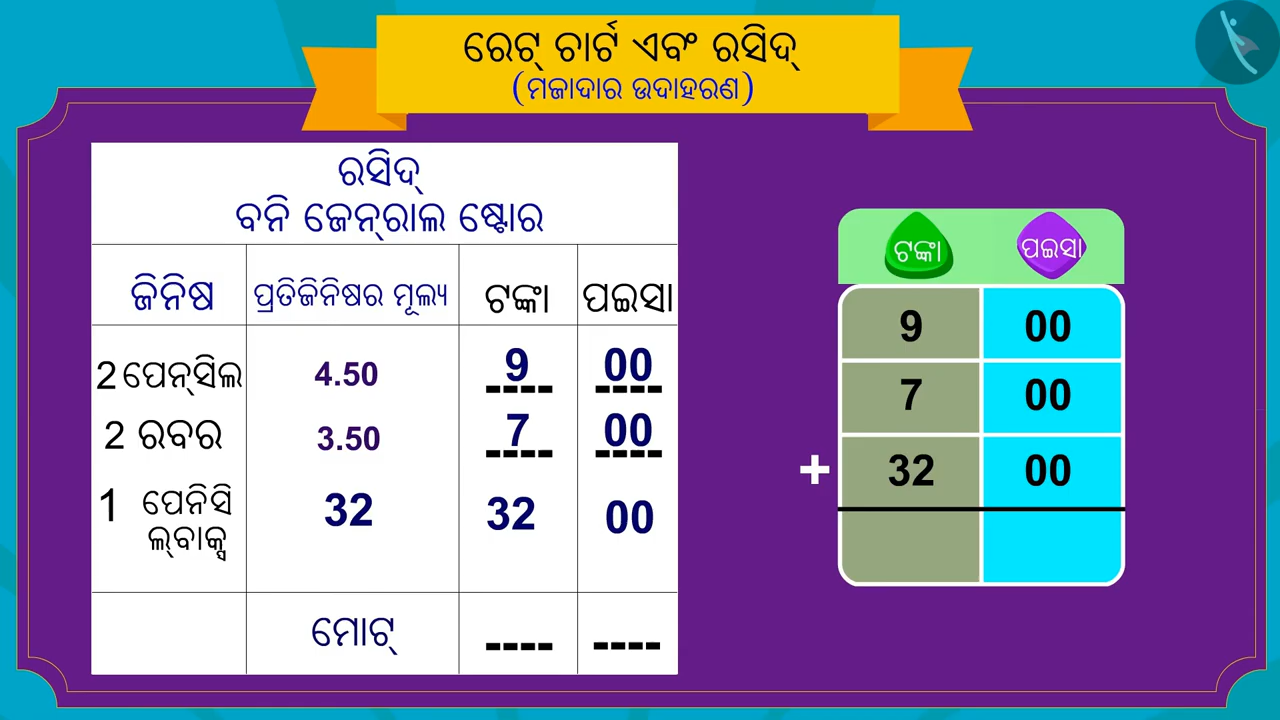 ରେଟ୍ ଚାର୍ଟ ଏବଂ ରସିଦ୍
(ମଜାଦାର ଉଦାହରଣ)
ରସିଦ୍
ବନି ଜେନ୍‌ରାଲ ଷ୍ଟୋର
ଜିନିଷ ପ୍ରତିଜିନିଷର ମୂଲ୍ୟ ଟଙ୍କା ପଇସା
2 ପେନ୍‌ସିଲ 4.50 9 00
2 ରବର 3.50 7 00
1 ପେନିସି 32 32 00
ଲ୍‌ବାକ୍ସ
ମୋଟ୍ ---- ----
ଟଙ୍କା ପଇସା
9 00
7 00
+ 32 00